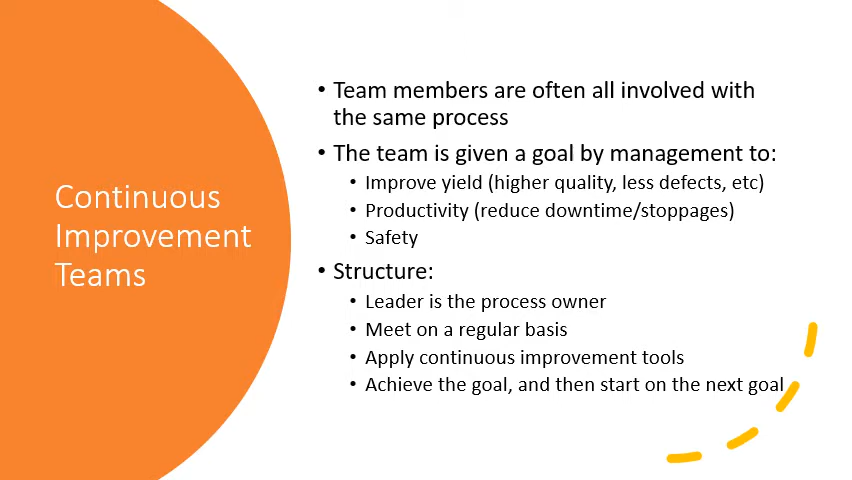 Continuous
Improvement
Teams
• Team members are often all involved with
the same process
• The team is given a goal by management to:
• Improve yield (higher quality, less defects, etc)
• Productivity (reduce downtime/stoppages)
• Safety
• Structure:
• Leader is the process owner
• Meet on a regular basis
• Apply continuous improvement tools
• Achieve the goal, and then start on the next goal